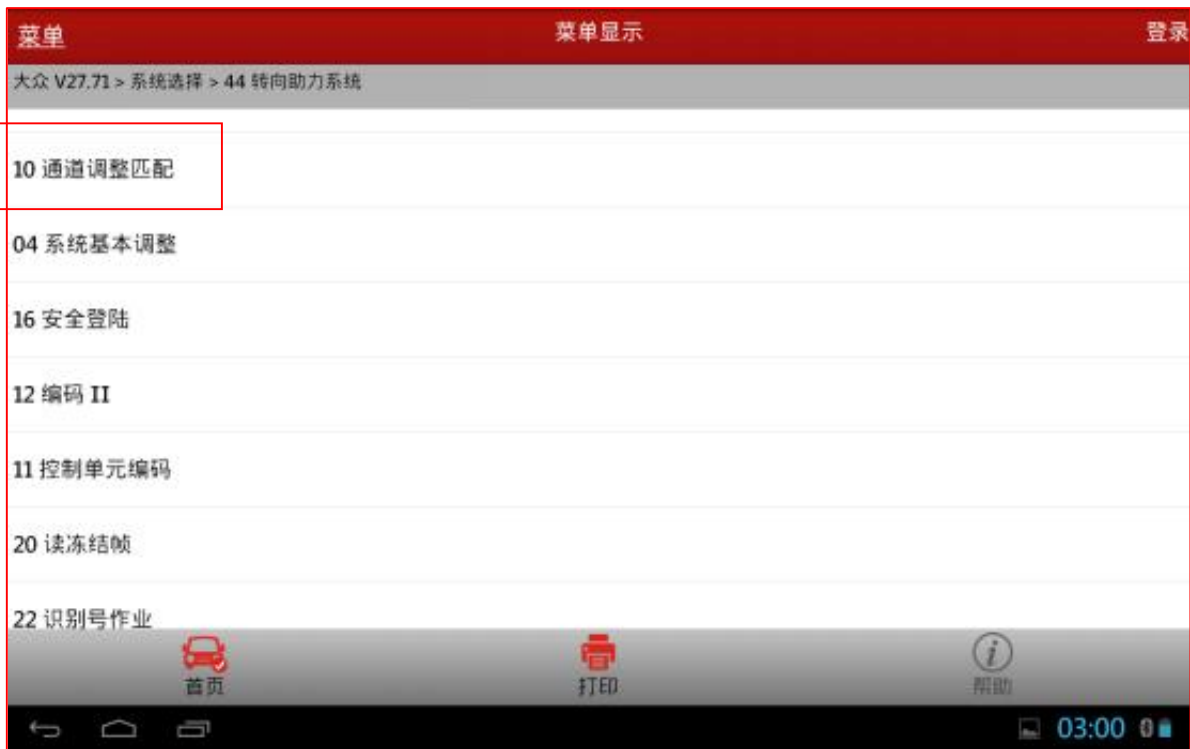 菜单 菜单显示 登录
大众 V27.71 > 系统选择 > 44 转向助力系统
10 通道调整匹配
04 系统基本调整
16 安全登陆
12 编码 II
11 控制单元编码
20 读冻结帧
22 识别号作业
首页 打印 帮助
03:00